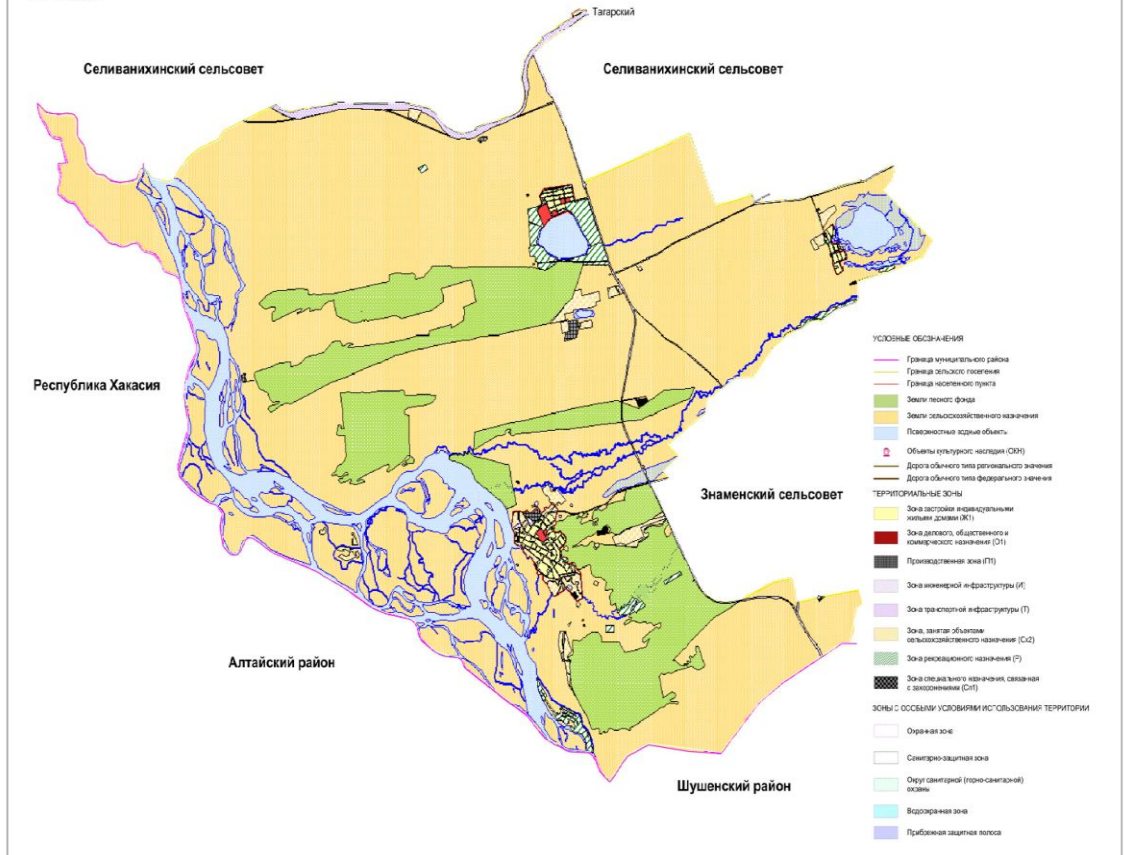 Тагарский
Селиванихинский сельсовет
Селиванихинский сельсовет
Республика Хакасия
Знаменский сельсовет
Алтайский район
Шушенский район
УСЛОВНЫЕ ОБОЗНАЧЕНИЯ
Граница муниципального района
Граница сельского поселения
Граница населенного пункта
Земли лесного фонда
Земли сельскохозяйственного назначения
Поверхностные водные объекты
Объекты культурного наследия (ОКН)
Дорога обычного типа регионального значения
Дорога обычного типа федерального значения
ТЕРРИТОРИАЛЬНЫЕ ЗОНЫ
Зона застройки индивидуальными
жилыми домами (Ж1)
Зона делового, общественного и
коммерческого назначения (О1)
Производственная зона (П1)
Зона инженерной инфраструктуры (И)
Зона транспортной инфраструктуры (Т)
Зона, занятая объектами
сельскохозяйственного назначения (Сх2)
Зона рекреационного назначения (Р)
Зона специального назначения, связанная
с захоронениями (Сп1)
ЗОНЫ С ОСОБЫМИ УСЛОВИЯМИ ИСПОЛЬЗОВАНИЯ ТЕРРИТОРИИ
Охранная зона
Санитарно-защитная зона
Округ санитарной (горно-санитарной)
охраны
Водоохранная зона
Прибрежная защитная полоса